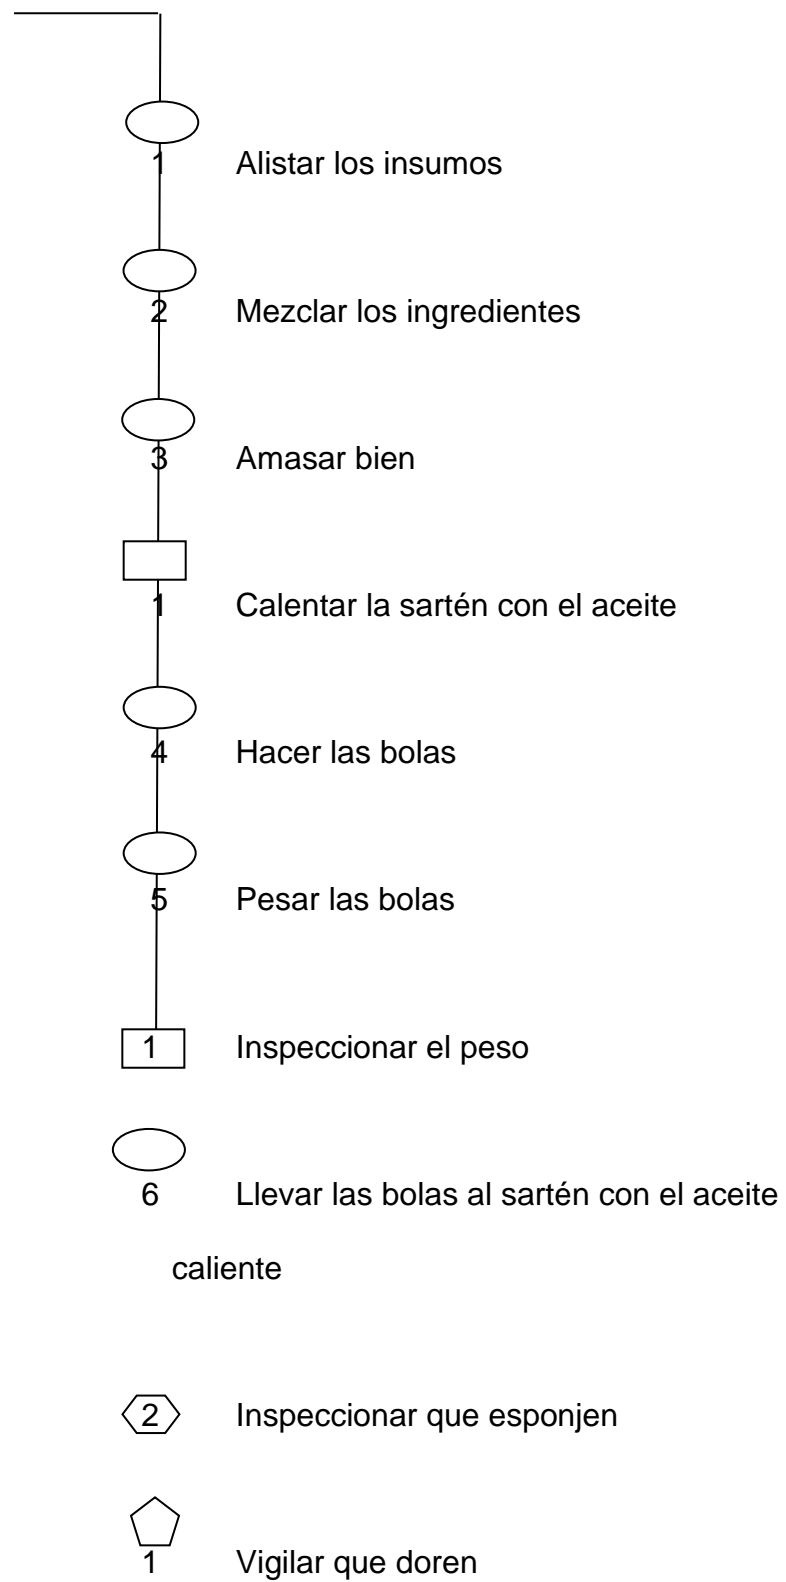 1 Alistar los insumos
2 Mezclar los ingredientes
3 Amasar bien
1 Calentar la sartén con el aceite
4 Hacer las bolas
5 Pesar las bolas
1 Inspeccionar el peso
6 Llevar las bolas al sartén con el aceite
caliente
2 Inspeccionar que esponjen
1 Vigilar que doren